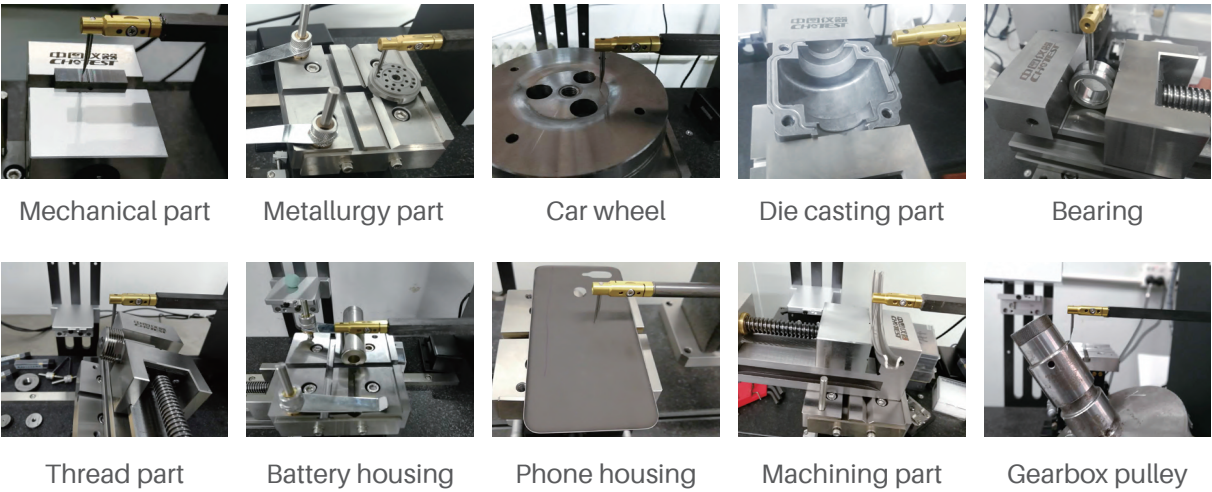 Mechanical part
Metallurgy part
Car wheel
Die casting part
Bearing
Thread part
Battery housing
Phone housing
Machining part
Gearbox pulley